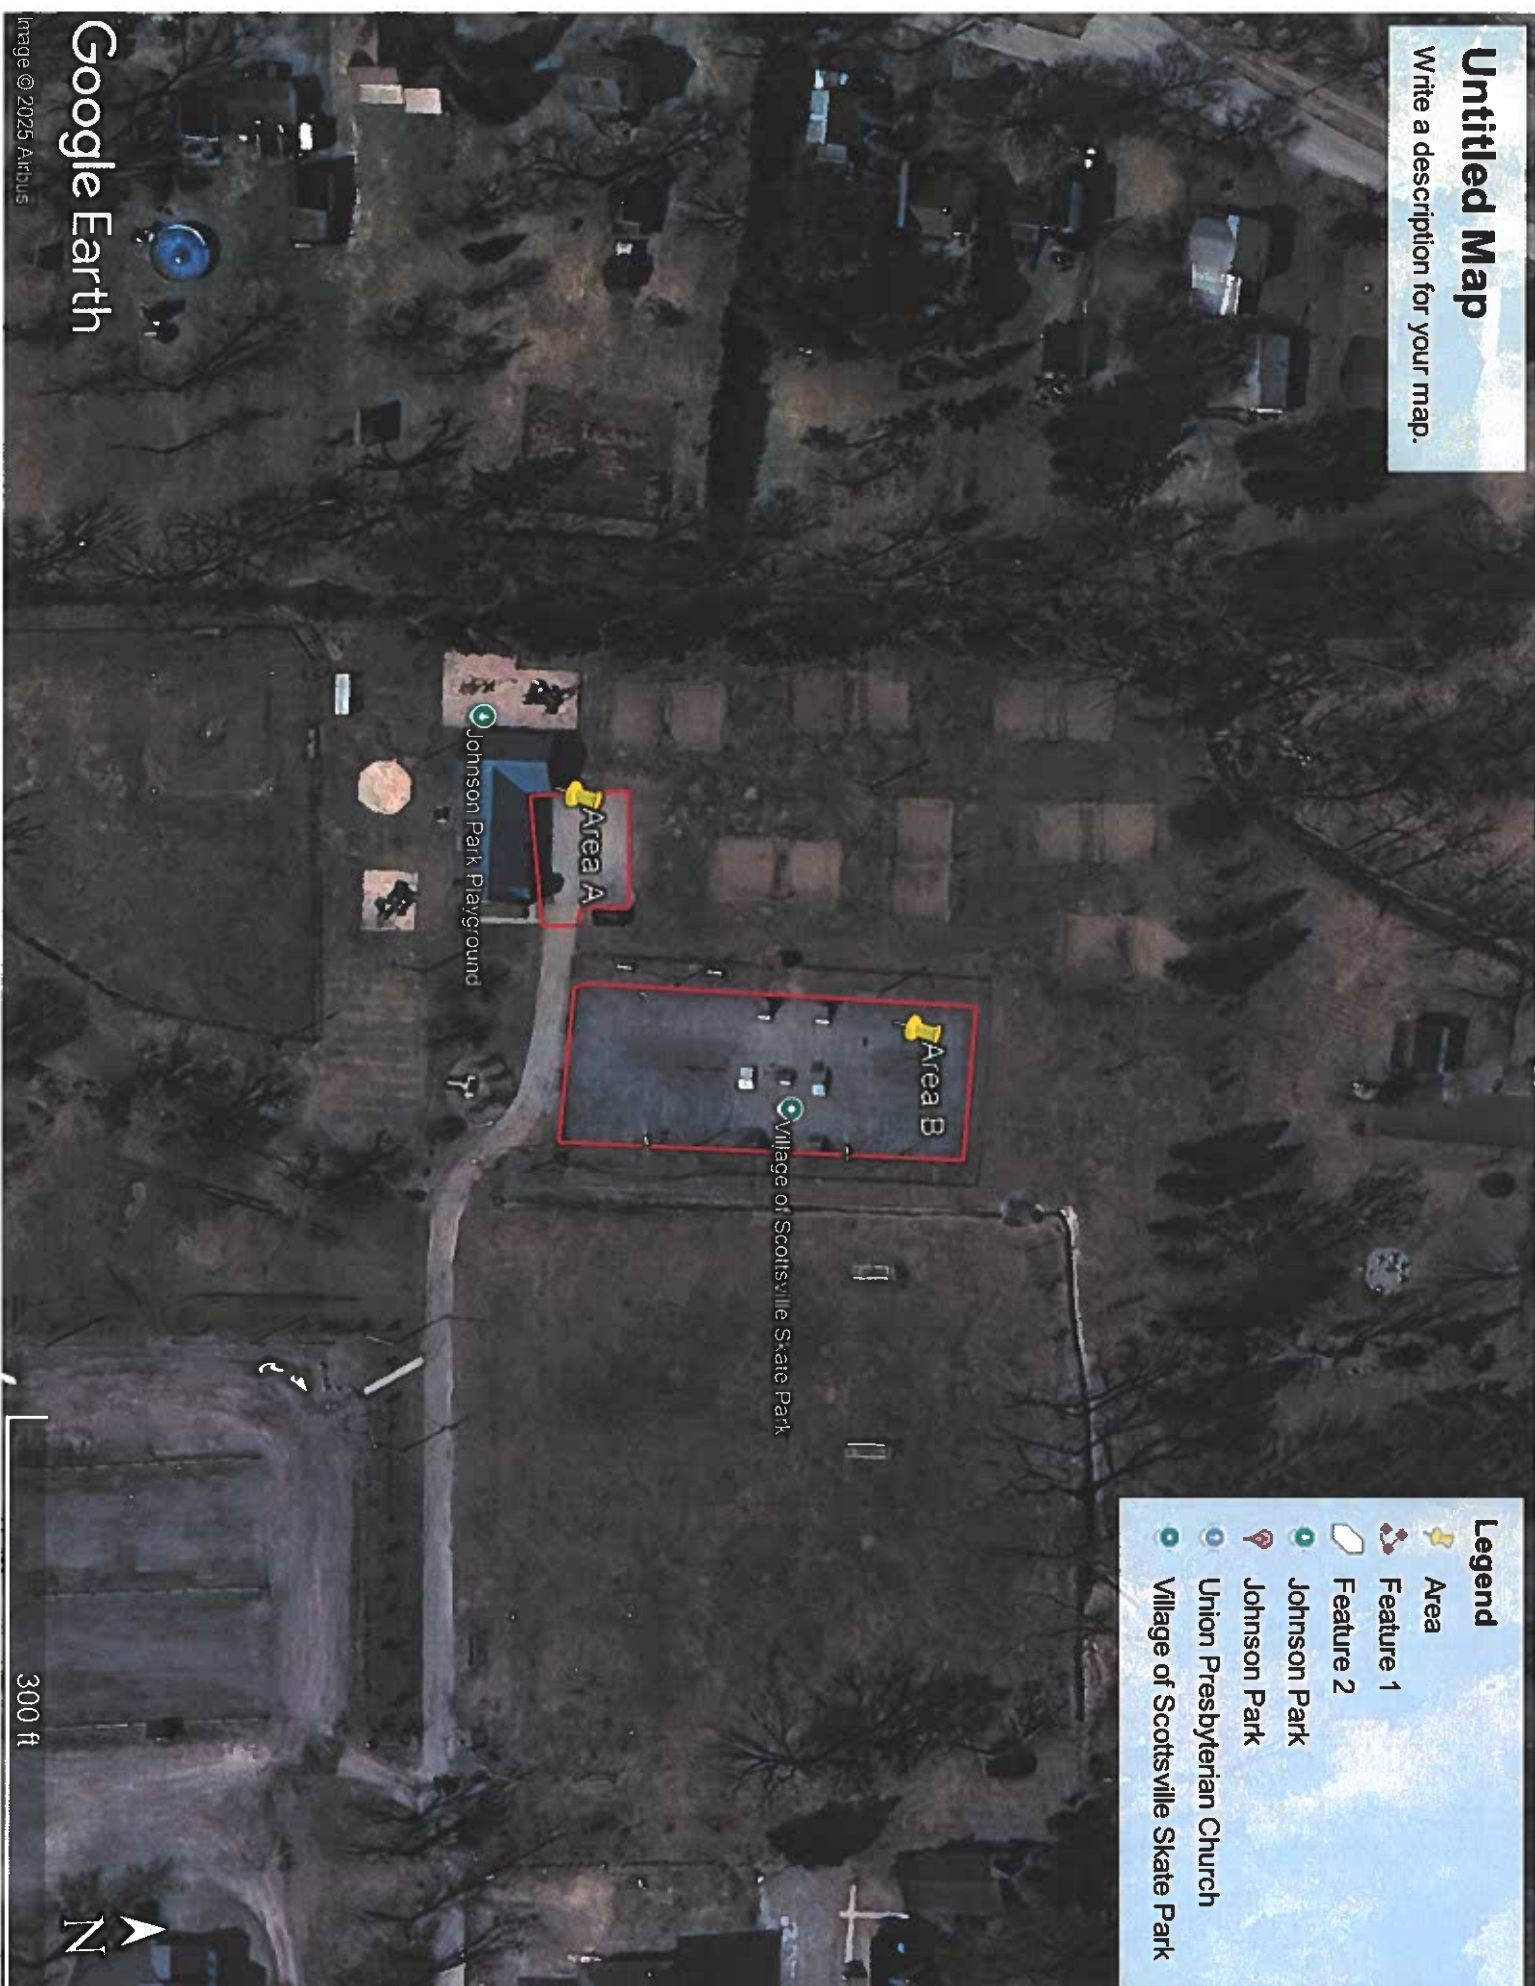 Untitled Map
Write a description for your map.
Legend
Area
Feature 1
Feature 2
Johnson Park
Johnson Park
Union Presbyterian Church
Village of Scottsville Skate Park
Area B
Village of Scottsville Skate Park
Area A
Johnson Park Playground
Google Earth
Image © 2025 Airbus
N
300 ft